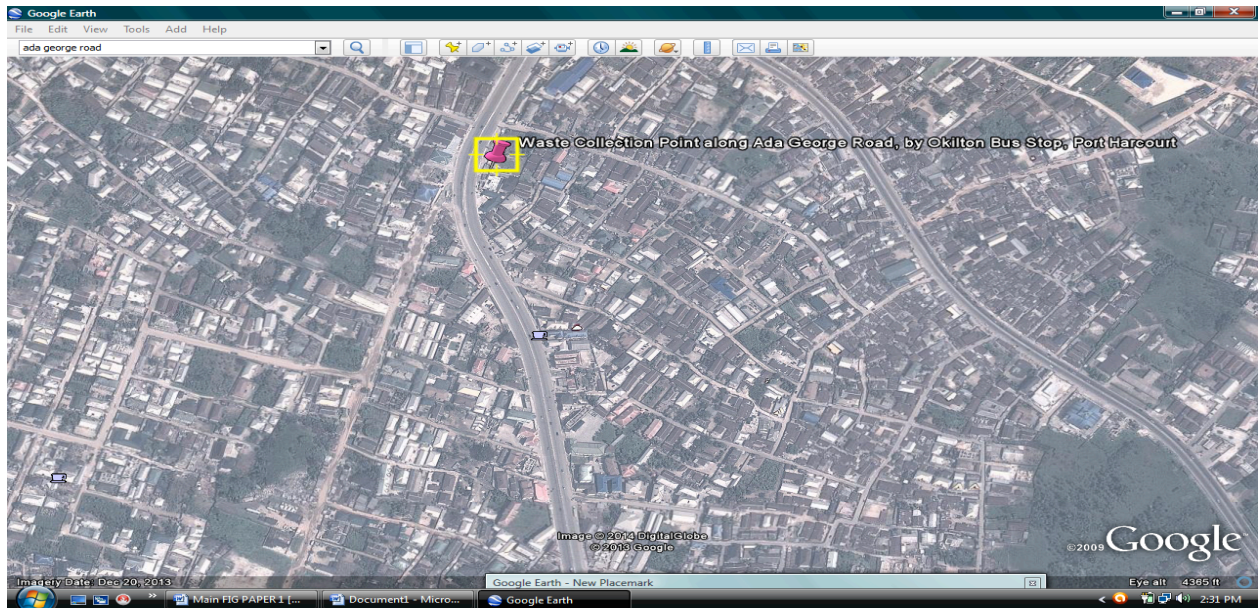 Google Earth
File Edit View Tools Add Help
ada george road
Waste Collection Point along Ada George Road, by Okilton Bus Stop, Port Harcourt
Image © 2014 DigitalGlobe
© 2013 Google
©2009 Google
Imagery Date: Dec 20, 2013
Google Earth - New Placemark
Eye alt 4365 ft
Main FIG PAPER 1 [... Document1 - Micro... Google Earth 2:31 PM